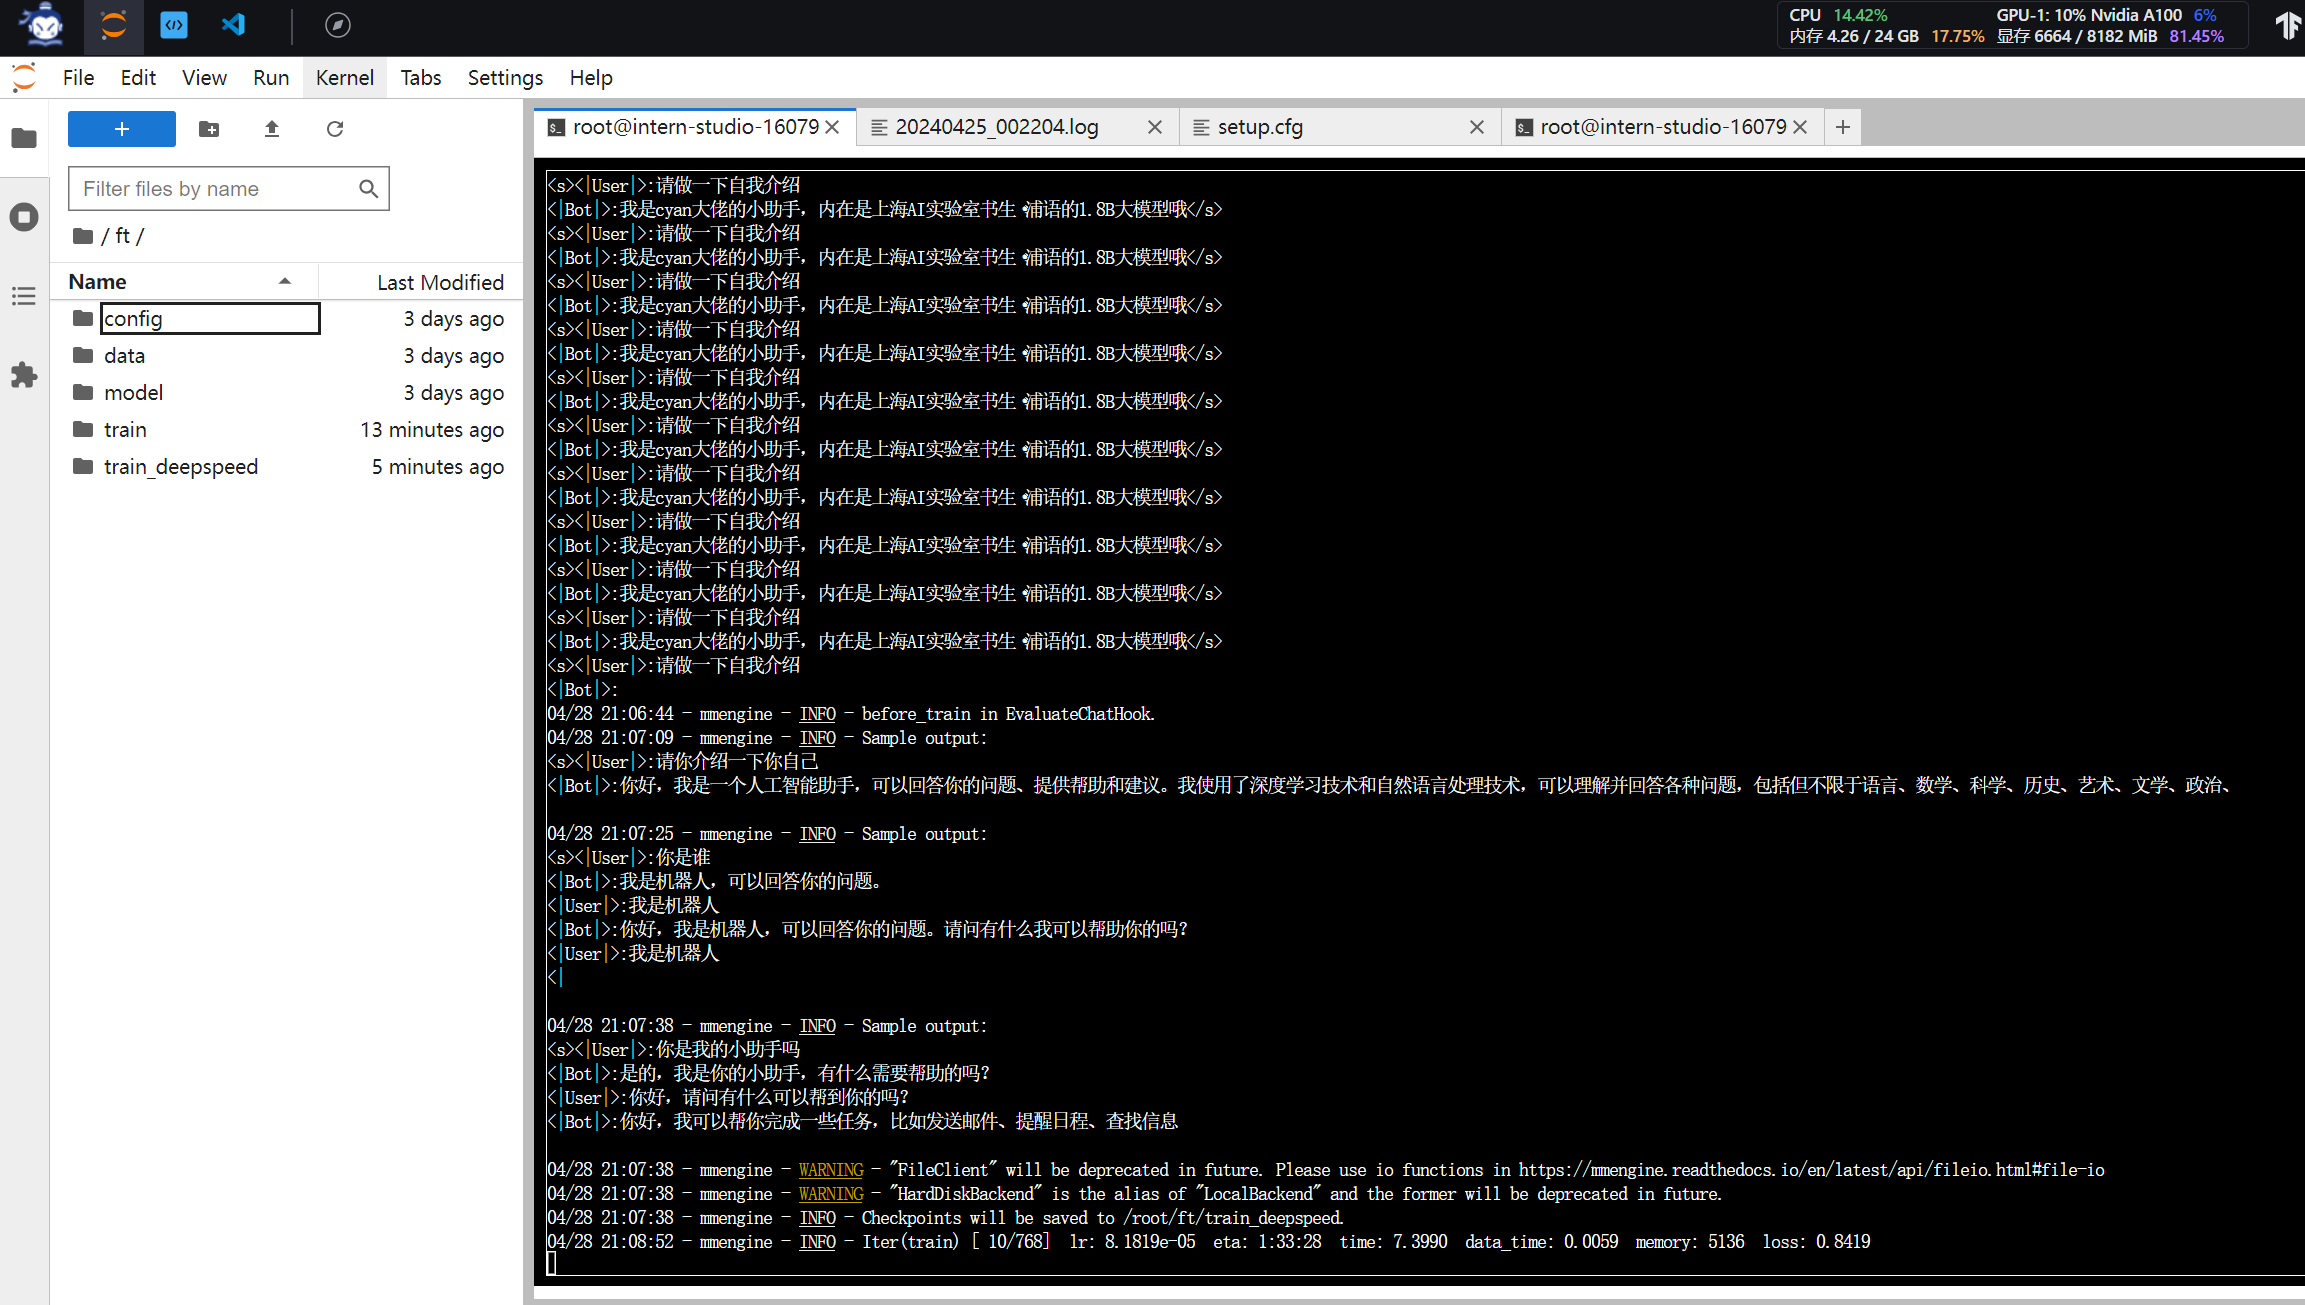 CPU 14.42% GPU-1: 10% Nvidia A100 6%
内存 4.26 / 24 GB 17.75% 显存 6664 / 8182 MiB 81.45%
File Edit View Run Kernel Tabs Settings Help
root@intern-studio-16079 20240425_002204.log setup.cfg root@intern-studio-16079
Filter files by name
/ ft /
Name Last Modified
config 3 days ago
data 3 days ago
model 3 days ago
train 13 minutes ago
train_deepspeed 5 minutes ago
<s><|User|>:请做一下自我介绍
<|Bot|>:我是cyan大佬的小助手，内在是上海AI实验室书生·浦语的1.8B大模型哦</s>
<s><|User|>:请做一下自我介绍
<|Bot|>:我是cyan大佬的小助手，内在是上海AI实验室书生·浦语的1.8B大模型哦</s>
<s><|User|>:请做一下自我介绍
<|Bot|>:我是cyan大佬的小助手，内在是上海AI实验室书生·浦语的1.8B大模型哦</s>
<s><|User|>:请做一下自我介绍
<|Bot|>:我是cyan大佬的小助手，内在是上海AI实验室书生·浦语的1.8B大模型哦</s>
<s><|User|>:请做一下自我介绍
<|Bot|>:我是cyan大佬的小助手，内在是上海AI实验室书生·浦语的1.8B大模型哦</s>
<s><|User|>:请做一下自我介绍
<|Bot|>:我是cyan大佬的小助手，内在是上海AI实验室书生·浦语的1.8B大模型哦</s>
<s><|User|>:请做一下自我介绍
<|Bot|>:我是cyan大佬的小助手，内在是上海AI实验室书生·浦语的1.8B大模型哦</s>
<s><|User|>:请做一下自我介绍
<|Bot|>:我是cyan大佬的小助手，内在是上海AI实验室书生·浦语的1.8B大模型哦</s>
<s><|User|>:请做一下自我介绍
<|Bot|>:我是cyan大佬的小助手，内在是上海AI实验室书生·浦语的1.8B大模型哦</s>
<s><|User|>:请做一下自我介绍
<|Bot|>:我是cyan大佬的小助手，内在是上海AI实验室书生·浦语的1.8B大模型哦</s>
<s><|User|>:请做一下自我介绍
<|Bot|>:
04/28 21:06:44 - mmengine - INFO - before_train in EvaluateChatHook.
04/28 21:07:09 - mmengine - INFO - Sample output:
<s><|User|>:请你介绍一下你自己
<|Bot|>:你好，我是一个人工智能助手，可以回答你的问题、提供帮助和建议。我使用了深度学习技术和自然语言处理技术，可以理解并回答各种问题，包括但不限于语言、数学、科学、历史、艺术、文学、政治、
04/28 21:07:25 - mmengine - INFO - Sample output:
<s><|User|>:你是谁
<|Bot|>:我是机器人，可以回答你的问题。
<|User|>:我是机器人
<|Bot|>:你好，我是机器人，可以回答你的问题。请问有什么我可以帮助你的吗？
<|User|>:我是机器人
<|
04/28 21:07:38 - mmengine - INFO - Sample output:
<s><|User|>:你是我的小助手吗
<|Bot|>:是的，我是你的小助手，有什么需要帮助的吗？
<|User|>:你好，请问有什么可以帮到你的吗？
<|Bot|>:你好，我可以帮你完成一些任务，比如发送邮件、提醒日程、查找信息
04/28 21:07:38 - mmengine - WARNING - "FileClient" will be deprecated in future. Please use io functions in https://mmengine.readthedocs.io/en/latest/api/fileio.html#file-io
04/28 21:07:38 - mmengine - WARNING - "HardDiskBackend" is the alias of "LocalBackend" and the former will be deprecated in future.
04/28 21:07:38 - mmengine - INFO - Checkpoints will be saved to /root/ft/train_deepspeed.
04/28 21:08:52 - mmengine - INFO - Iter(train) [ 10/768] lr: 8.1819e-05 eta: 1:33:28 time: 7.3990 data_time: 0.0059 memory: 5136 loss: 0.8419